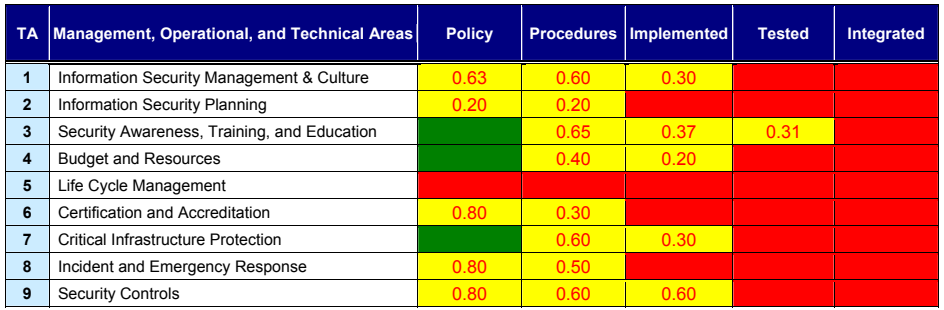 TA Management, Operational, and Technical Areas Policy Procedures Implemented Tested Integrated
1 Information Security Management & Culture 0.63 0.60 0.30
2 Information Security Planning 0.20 0.20
3 Security Awareness, Training, and Education 0.65 0.37 0.31
4 Budget and Resources 0.40 0.20
5 Life Cycle Management
6 Certification and Accreditation 0.80 0.30
7 Critical Infrastructure Protection 0.60 0.30
8 Incident and Emergency Response 0.80 0.50
9 Security Controls 0.80 0.60 0.60